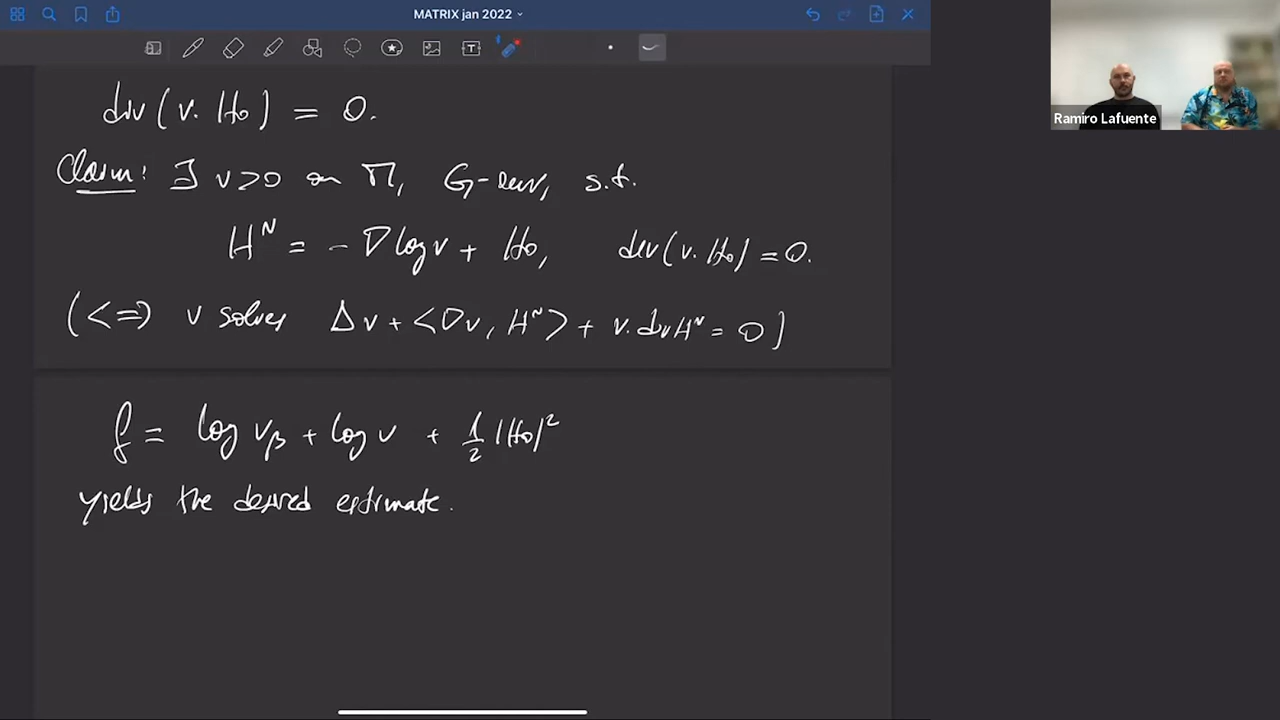 MATRIX jan 2022
div(v. H₀) = 0.
Claim: ∃ v>0 on M, G-inv, s.t.
Hᴺ = -∇log v + H₀, div(v. H₀) = 0.
(<=> v solves Δv + <∇v, Hᴺ> + v. div Hᴺ = 0)
f = log vᵦ + log v + ½|H₀|²
yields the desired estimate.
Ramiro Lafuente